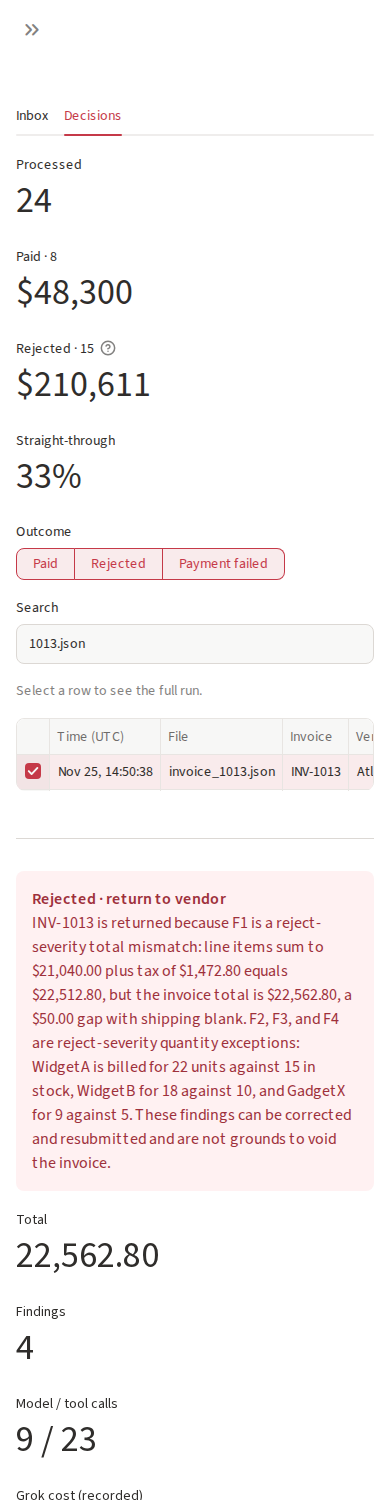 Inbox Decisions
Processed
24
Paid · 8
$48,300
Rejected · 15
$210,611
Straight-through
33%
Outcome
Paid Rejected Payment failed
Search
1013.json
Select a row to see the full run.
Time (UTC) File Invoice Ver
Nov 25, 14:50:38 invoice_1013.json INV-1013 Atl
Rejected · return to vendor
INV-1013 is returned because F1 is a reject-
severity total mismatch: line items sum to
$21,040.00 plus tax of $1,472.80 equals
$22,512.80, but the invoice total is $22,562.80, a
$50.00 gap with shipping blank. F2, F3, and F4
are reject-severity quantity exceptions:
WidgetA is billed for 22 units against 15 in
stock, WidgetB for 18 against 10, and GadgetX
for 9 against 5. These findings can be corrected
and resubmitted and are not grounds to void
the invoice.
Total
22,562.80
Findings
4
Model / tool calls
9 / 23
Grok cost (recorded)